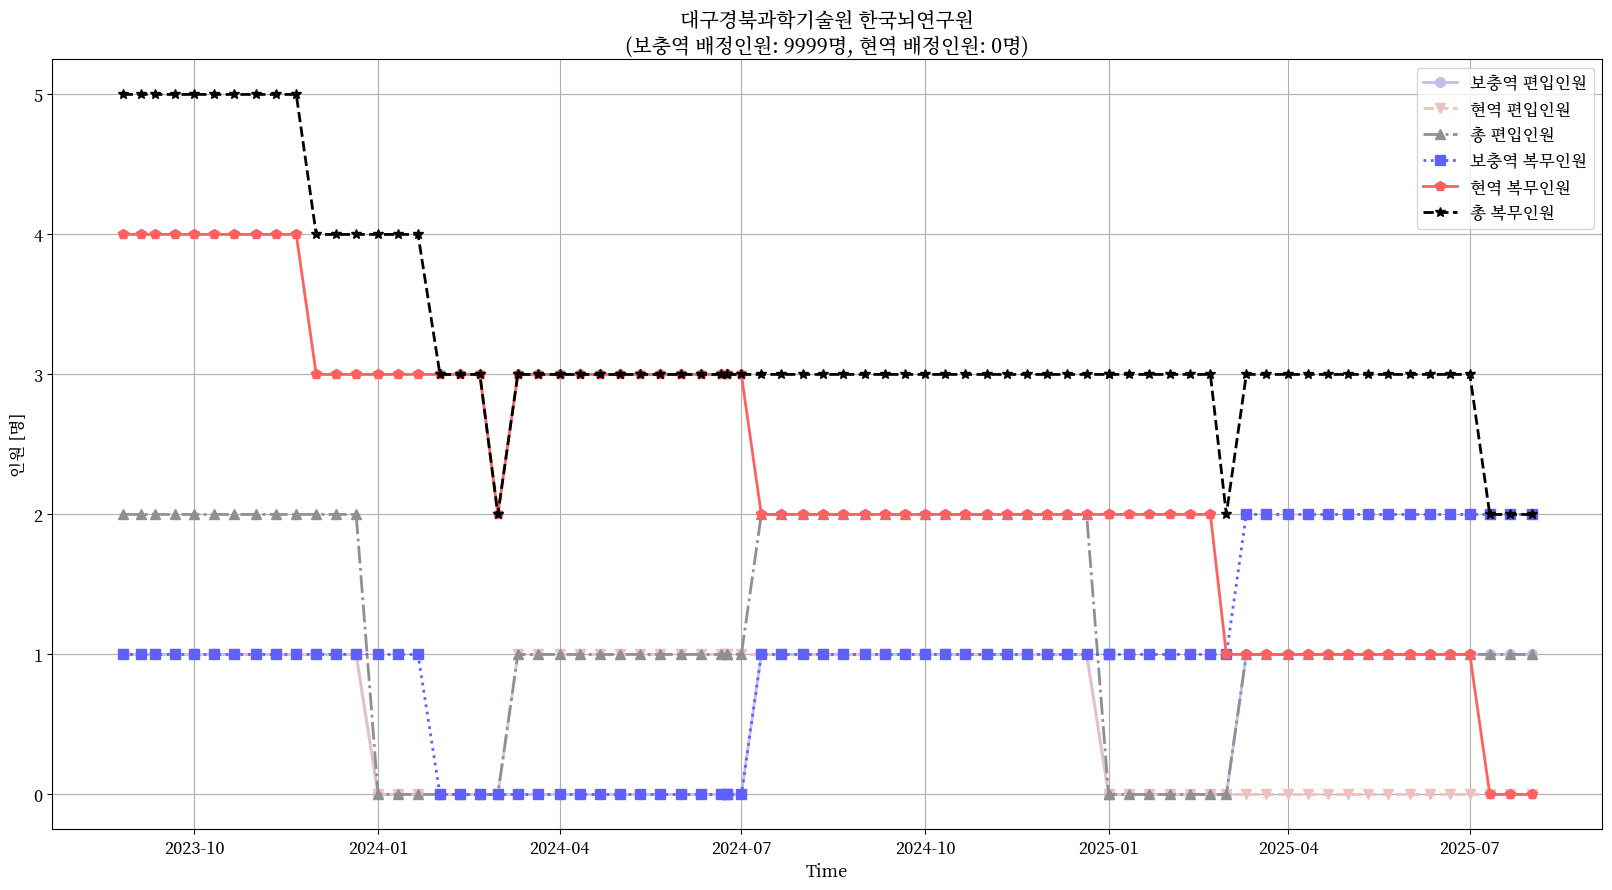 대구경북과학기술원 한국뇌연구원
(보충역 배정인원: 9999명, 현역 배정인원: 0명)
보충역 편입인원
현역 편입인원
총 편입인원
보충역 복무인원
현역 복무인원
총 복무인원
인원 [명]
5
4
3
2
1
0
2023-10
2024-01
2024-04
2024-07
2024-10
2025-01
2025-04
2025-07
Time